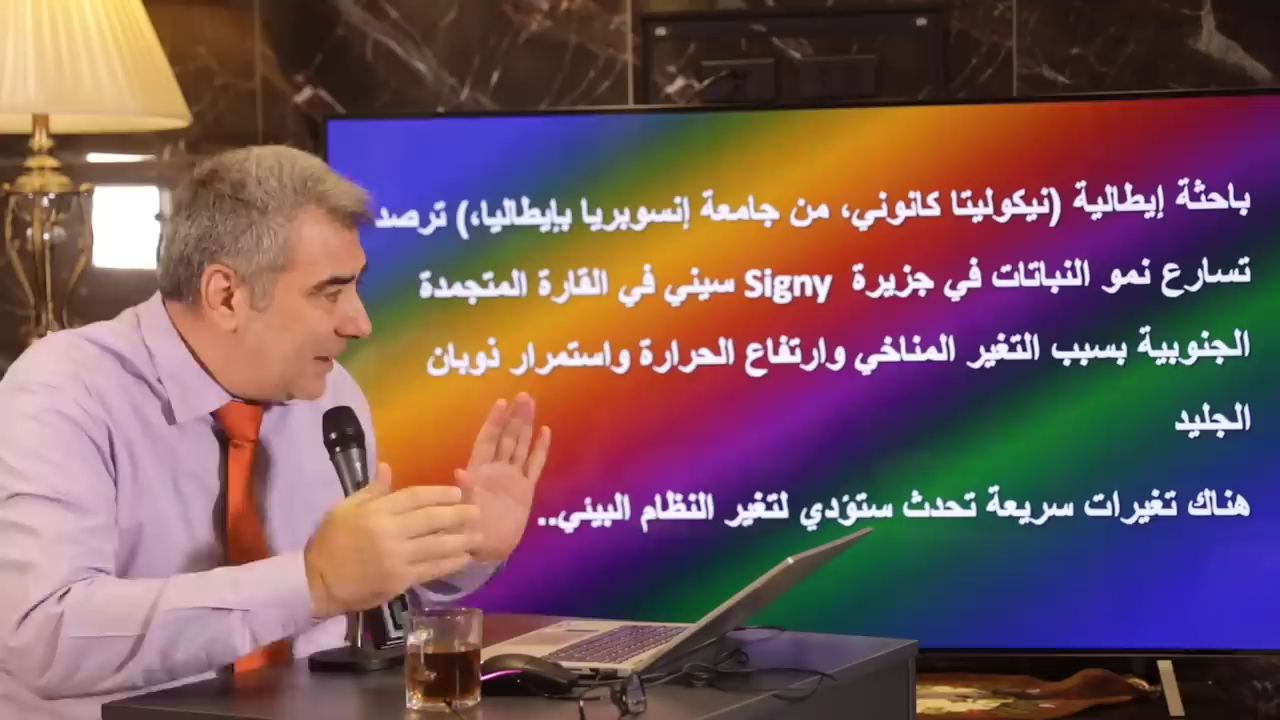 باحثة إيطالية (نيكوليتا كانوني، من جامعة إنسوبريا بإيطاليا،) ترصد
تسارع نمو النباتات في جزيرة Signy سيني في القارة المتجمدة
الجنوبية بسبب التغير المناخي وارتفاع الحرارة واستمرار ذوبان
الجليد
هناك تغيرات سريعة تحدث ستؤدي لتغير النظام البيئي..